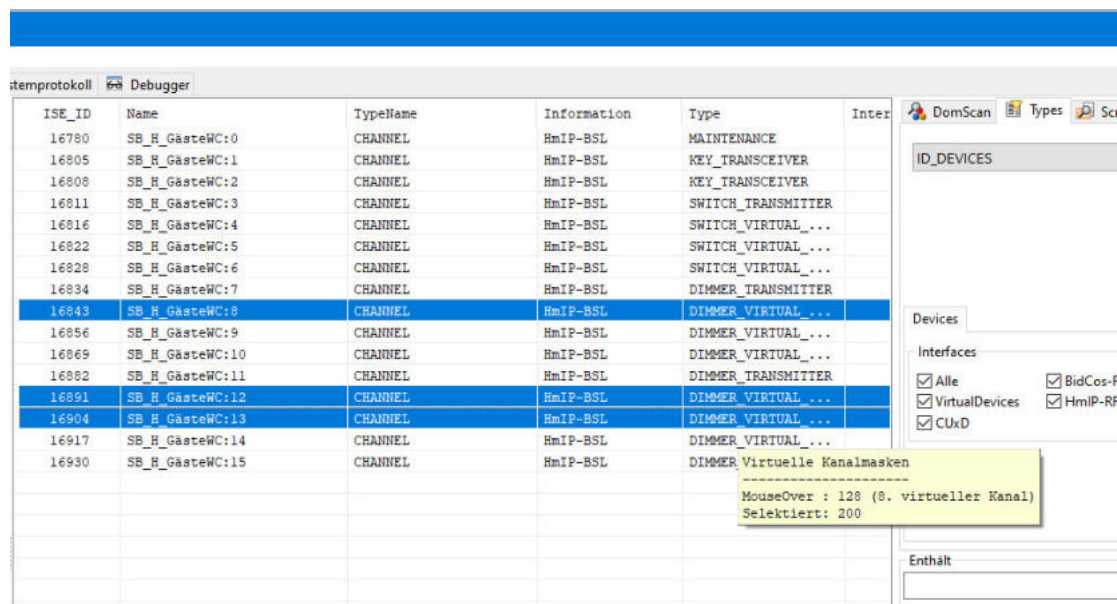 stemprotokoll Debugger
ISE_ID Name TypeName Information Type Inter
16780 SB_H_GästeWC:0 CHANNEL HmIP-BSL MAINTENANCE
16805 SB_H_GästeWC:1 CHANNEL HmIP-BSL KEY_TRANSCEIVER
16808 SB_H_GästeWC:2 CHANNEL HmIP-BSL KEY_TRANSCEIVER
16811 SB_H_GästeWC:3 CHANNEL HmIP-BSL SWITCH_TRANSMITTER
16816 SB_H_GästeWC:4 CHANNEL HmIP-BSL SWITCH_VIRTUAL_...
16822 SB_H_GästeWC:5 CHANNEL HmIP-BSL SWITCH_VIRTUAL_...
16828 SB_H_GästeWC:6 CHANNEL HmIP-BSL SWITCH_VIRTUAL_...
16834 SB_H_GästeWC:7 CHANNEL HmIP-BSL DIMMER_TRANSMITTER
16843 SB_H_GästeWC:8 CHANNEL HmIP-BSL DIMMER_VIRTUAL_...
16856 SB_H_GästeWC:9 CHANNEL HmIP-BSL DIMMER_VIRTUAL_...
16869 SB_H_GästeWC:10 CHANNEL HmIP-BSL DIMMER_VIRTUAL_...
16882 SB_H_GästeWC:11 CHANNEL HmIP-BSL DIMMER_TRANSMITTER
16891 SB_H_GästeWC:12 CHANNEL HmIP-BSL DIMMER_VIRTUAL_...
16904 SB_H_GästeWC:13 CHANNEL HmIP-BSL DIMMER_VIRTUAL_...
16917 SB_H_GästeWC:14 CHANNEL HmIP-BSL DIMMER_VIRTUAL_...
16930 SB_H_GästeWC:15 CHANNEL HmIP-BSL DIMMER
Virtuelle Kanalmasken
---------------------
MouseOver : 128 (8. virtueller Kanal)
Selektiert: 200
DomScan Types Scr
ID_DEVICES
Devices
Interfaces
Alle BidCos-R
VirtualDevices HmIP-RF
CUxD
Enthält